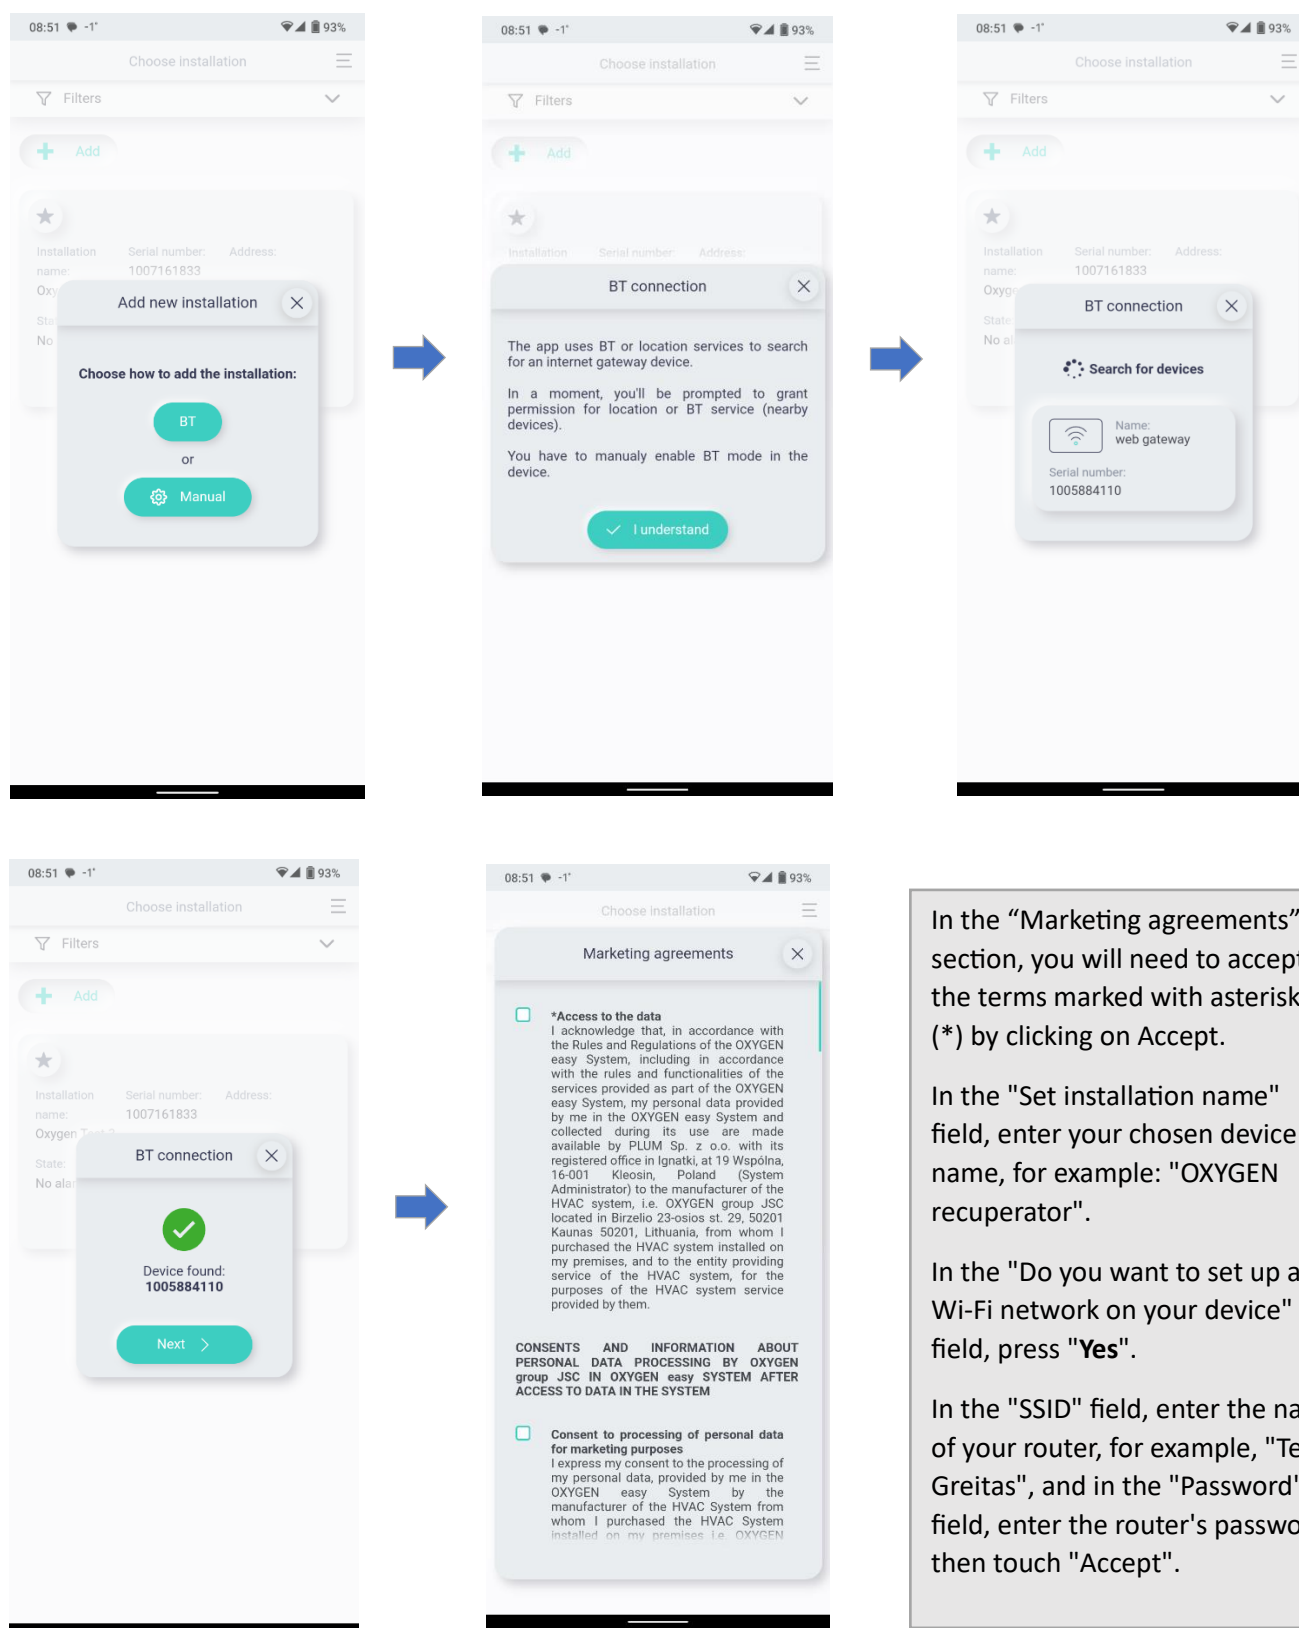 08:51 -1° 93%
Choose installation
Filters
Add
Installation Serial number: Address:
name: 1007161833
Add new installation
No
Choose how to add the installation:
BT
or
Manual
08:51 -1° 93%
Choose installation
Filters
Add
Installation Serial number: Address:
BT connection
The app uses BT or location services to search
for an internet gateway device.
In a moment, you'll be prompted to grant
permission for location or BT service (nearby
devices).
You have to manualy enable BT mode in the
device.
I understand
08:51 -1° 93%
Choose installation
Filters
Add
Installation Serial number: Address:
name: 1007161833
BT connection
State
No
Search for devices
Name:
web gateway
Serial number:
1005884110
08:51 -1° 93%
Choose installation
Filters
Add
Installation Serial number: Address:
name: 1007161833
Oxygen
State:
BT connection
No
Device found:
1005884110
Next
08:51 -1° 93%
Choose installation
Marketing agreements
*Access to the data
I acknowledge that, in accordance with
the Rules and Regulations of the OXYGEN
easy System, including in accordance
with the rules and functionalities of the
services provided as part of the OXYGEN
easy System, my personal data provided
by me in the OXYGEN easy System and
collected during its use are made
available by PLUM Sp. z o.o. with its
registered office in Ignatki, at 19 Wspólna,
16-001 Kleosin, Poland (System
Administrator) to the manufacturer of the
HVAC system, i.e. OXYGEN group JSC
located in Birzelio 23-osios st. 29, 50201
Kaunas 50201, Lithuania, from whom I
purchased the HVAC system installed on
my premises, and to the entity providing
service of the HVAC system, for the
purposes of the HVAC system service
provided by them.
CONSENTS AND INFORMATION ABOUT
PERSONAL DATA PROCESSING BY OXYGEN
group JSC IN OXYGEN easy SYSTEM AFTER
ACCESS TO DATA IN THE SYSTEM
Consent to processing of personal data
for marketing purposes
I express my consent to the processing of
my personal data, provided by me in the
OXYGEN easy System by the
manufacturer of the HVAC System from
whom I purchased the HVAC System
installed on my premises i.e. OXYGEN
In the “Marketing agreements”
section, you will need to accept
the terms marked with asterisk
(*) by clicking on Accept.
In the "Set installation name"
field, enter your chosen device
name, for example: "OXYGEN
recuperator".
In the "Do you want to set up a
Wi-Fi network on your device"
field, press "Yes".
In the "SSID" field, enter the
of your router, for example,
Greitas", and in the "Password"
field, enter the router's
then touch "Accept".